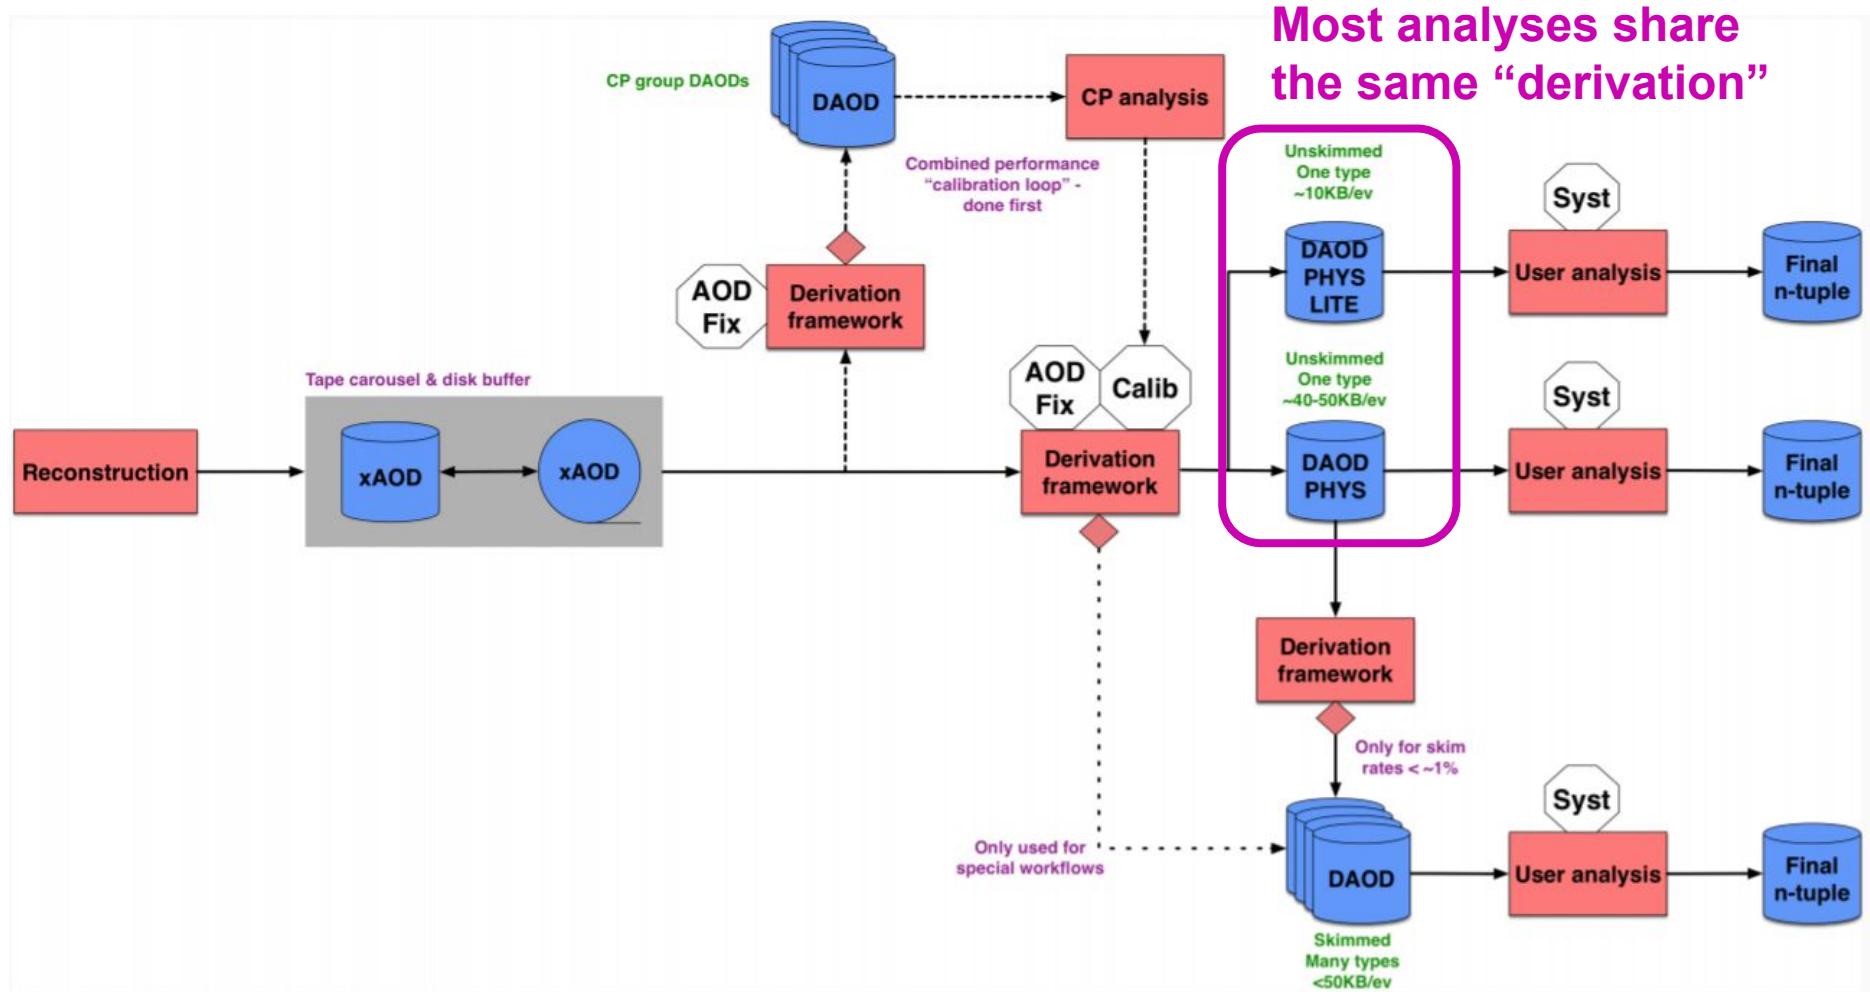 Most analyses share
the same “derivation”
CP group DAODs
DAOD
CP analysis
Combined performance
“calibration loop” -
done first
Unskimmed
One type
~10KB/ev
Syst
DAOD
PHYS
LITE
User analysis
Final
n-tuple
AOD
Fix
Derivation
framework
Tape carousel & disk buffer
AOD
Fix
Calib
Unskimmed
One type
~40-50KB/ev
Syst
Reconstruction
xAOD
xAOD
Derivation
framework
DAOD
PHYS
User analysis
Final
n-tuple
Derivation
framework
Only for skim
rates < ~1%
Only used for
special workflows
Syst
DAOD
User analysis
Final
n-tuple
Skimmed
Many types
<50KB/ev